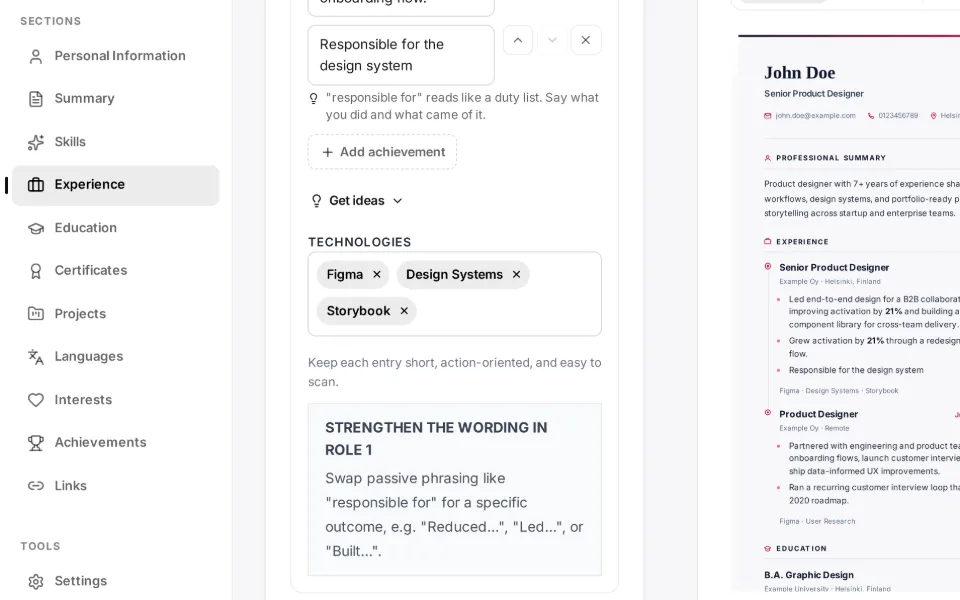 SECTIONS
Personal Information
Summary
Skills
Experience
Education
Certificates
Projects
Languages
Interests
Achievements
Links
TOOLS
Settings
onboarding flow.
Responsible for the
design system
"responsible for" reads like a duty list. Say what
you did and what came of it.
Add achievement
Get ideas
TECHNOLOGIES
Figma
Design Systems
Storybook
Keep each entry short, action-oriented, and easy to
scan.
STRENGTHEN THE WORDING IN
ROLE 1
Swap passive phrasing like
"responsible for" for a specific
outcome, e.g. "Reduced…", "Led…", or
"Built…".
John Doe
Senior Product Designer
john.doe@example.com 0123456789 Helsin
PROFESSIONAL SUMMARY
Product designer with 7+ years of experience sha
workflows, design systems, and portfolio-ready p
storytelling across startup and enterprise teams.
EXPERIENCE
Senior Product Designer
Example Oy · Helsinki, Finland
Led end-to-end design for a B2B collaborat
improving activation by 21% and building a
component library for cross-team delivery.
Grew activation by 21% through a redesign
flow.
Responsible for the design system
Figma · Design Systems · Storybook
Product Designer
Example Oy · Remote
Partnered with engineering and product tea
onboarding flows, launch customer intervie
ship data-informed UX improvements.
Ran a recurring customer interview loop tha
2020 roadmap.
Figma · User Research
EDUCATION
B.A. Graphic Design
Example University · Helsinki, Finland